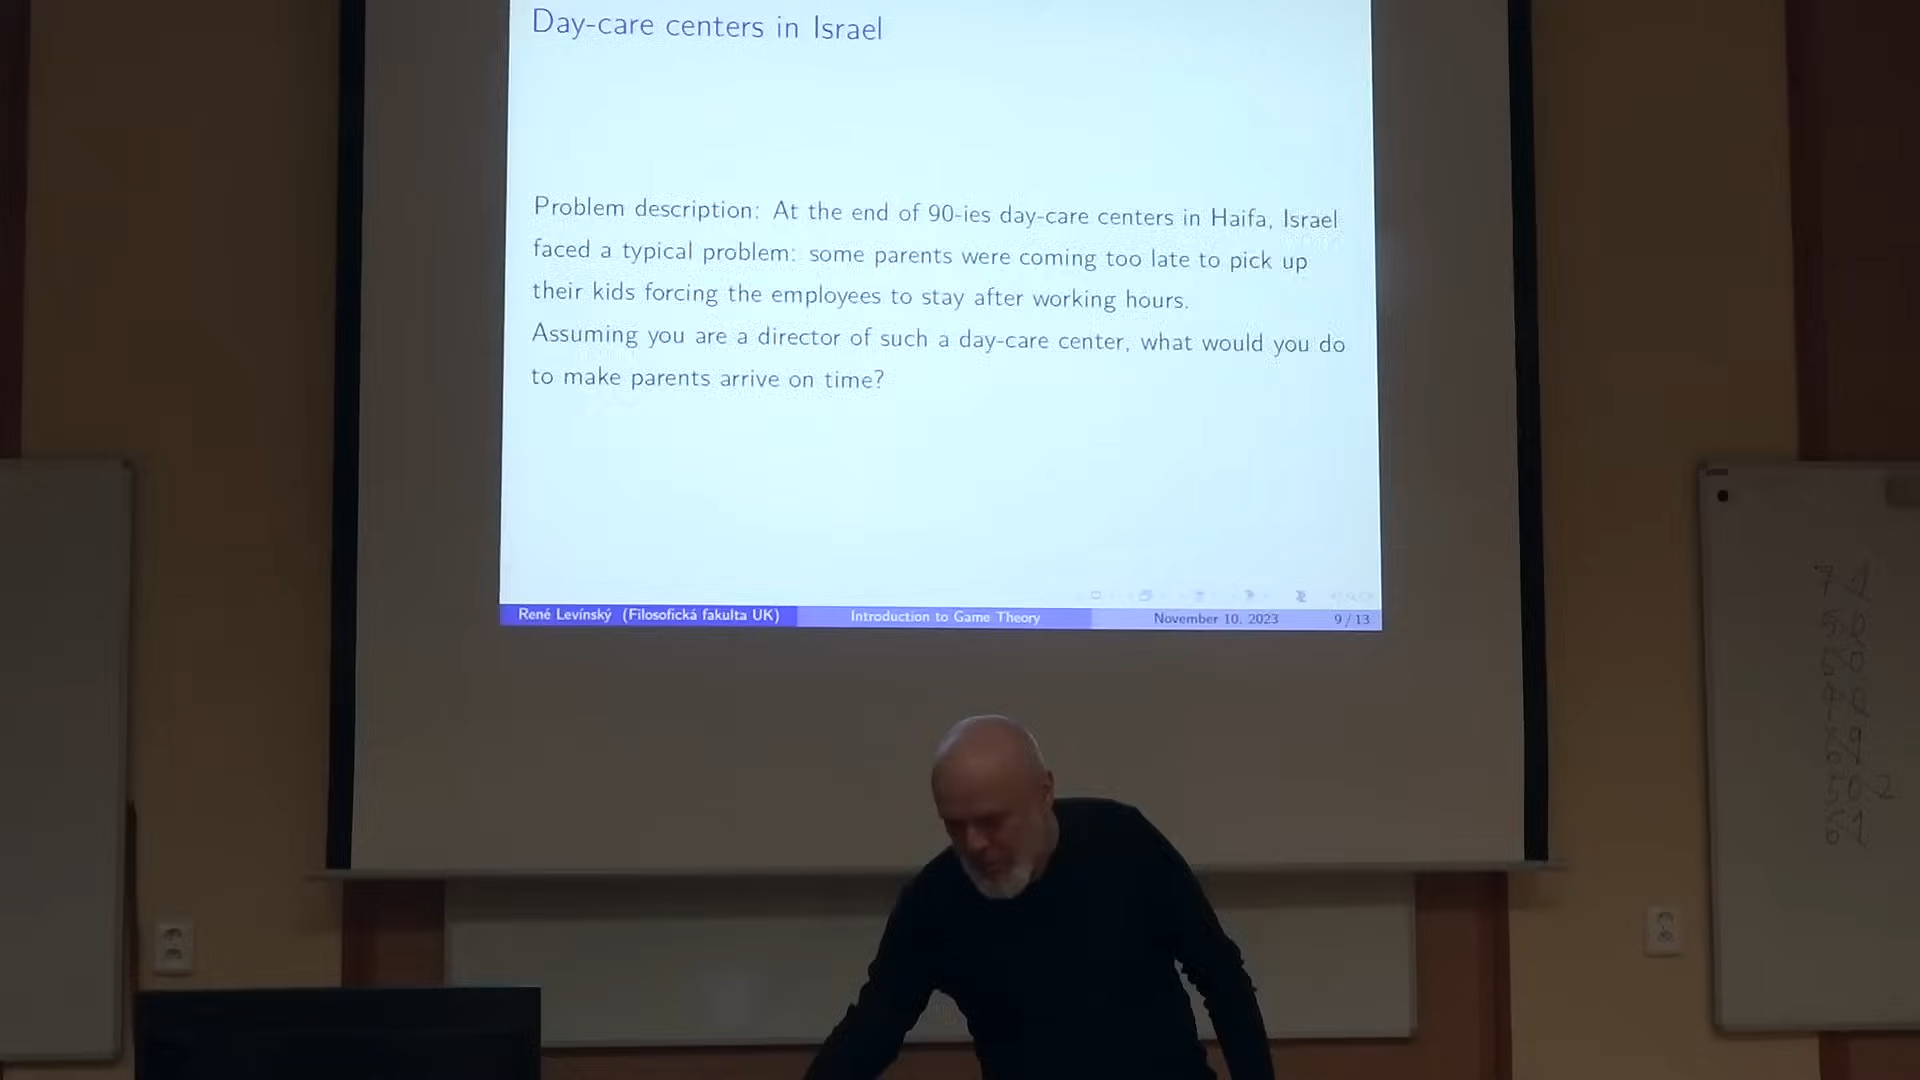 Day-care centers in Israel
Problem description: At the end of 90-ies day-care centers in Haifa, Israel
faced a typical problem: some parents were coming too late to pick up
their kids forcing the employees to stay after working hours.
Assuming you are a director of such a day-care center, what would you do
to make parents arrive on time?
René Levínský (Filosofická fakulta UK)
Introduction to Game Theory
November 10, 2023
9 / 13